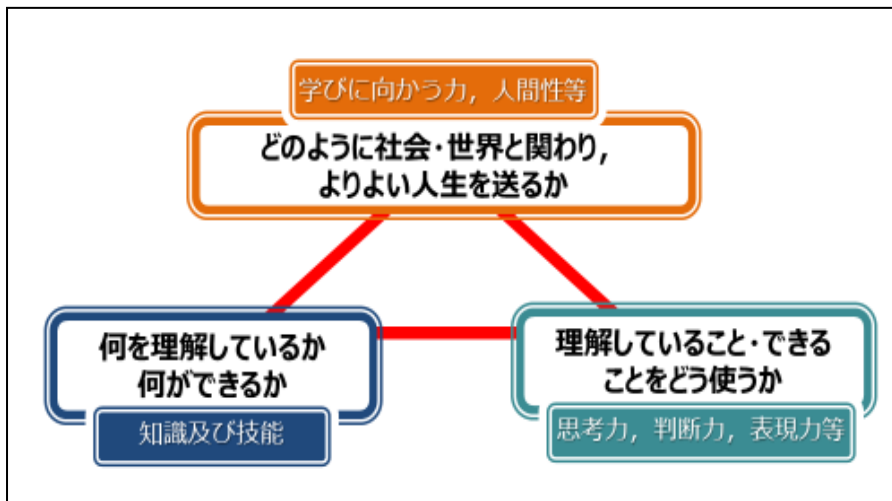 学びに向かう力，人間性等
どのように社会・世界と関わり，
よりよい人生を送るか
何を理解しているか
何ができるか
知識及び技能
理解していること・できる
ことをどう使うか
思考力，判断力，表現力等